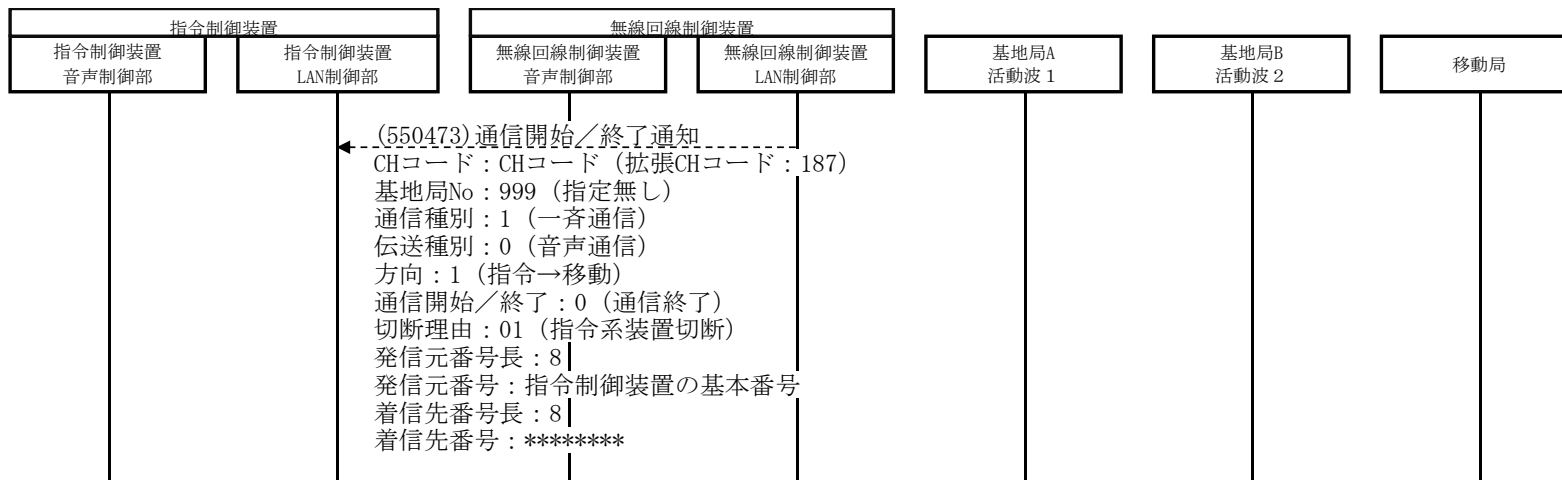 指令制御装置
無線回線制御装置
指令制御装置
音声制御部
指令制御装置
LAN制御部
無線回線制御装置
音声制御部
無線回線制御装置
LAN制御部
基地局A
活動波１
基地局B
活動波２
移動局
(550473)通信開始／終了通知
CHコード：CHコード（拡張CHコード：187）
基地局No：999（指定無し）
通信種別：1（一斉通信）
伝送種別：0（音声通信）
方向：1（指令→移動）
通信開始／終了：0（通信終了）
切断理由：01（指令系装置切断）
発信元番号長：8
発信元番号：指令制御装置の基本番号
着信先番号長：8
着信先番号：********